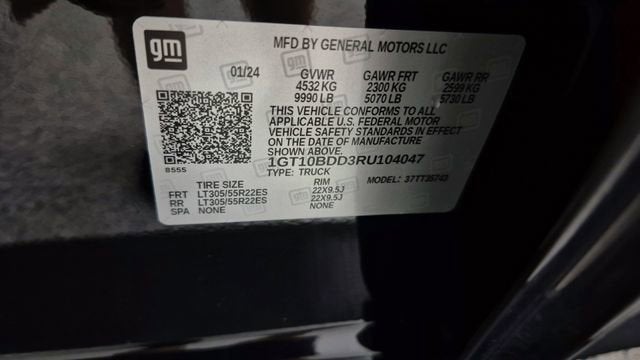 gm
MFD BY GENERAL MOTORS LLC
01/24 GVWR GAWR FRT GAWR RR
4532 KG 2300 KG 2599 KG
9990 LB 5070 LB 5730 LB
THIS VEHICLE CONFORMS TO ALL
APPLICABLE U.S. FEDERAL MOTOR
VEHICLE SAFETY STANDARDS IN EFFECT
ON THE DATE OF MANUFACTURE
SHOWN ABOVE.
1GT10BDD3RU104047
8555
TYPE: TRUCK MODEL: 37TT35743
TIRE SIZE RIM
FRT LT305/55R22ES 22X9.5J
RR LT305/55R22ES 22X9.5J
SPA NONE NONE